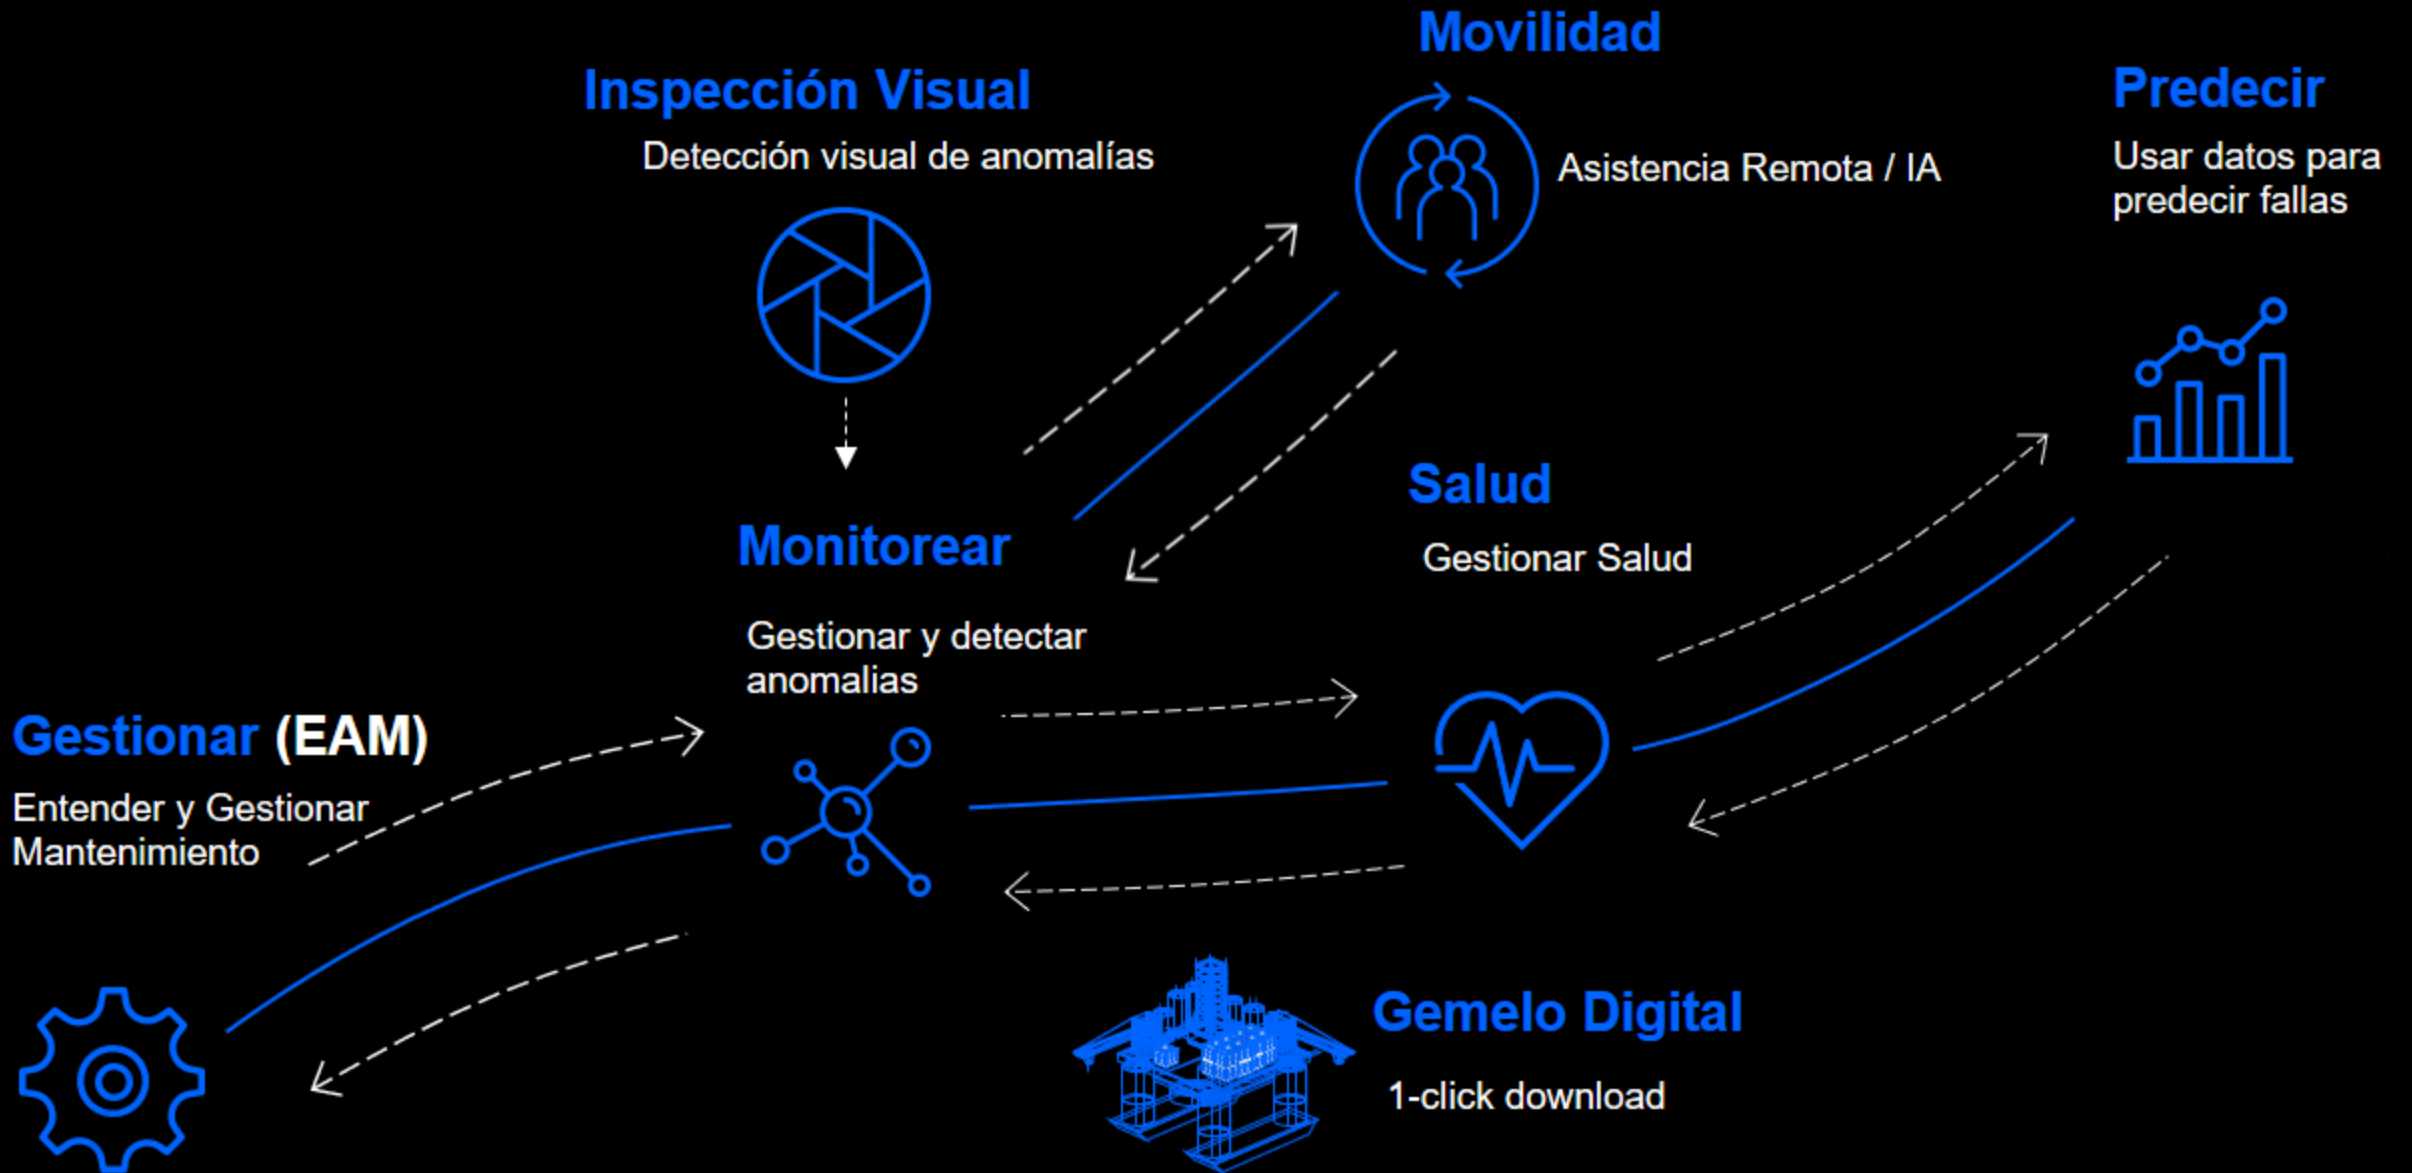 Movilidad
Asistencia Remota / IA
Inspección Visual
Detección visual de anomalías
Predecir
Usar datos para
predecir fallas
Salud
Gestionar Salud
Monitorear
Gestionar y detectar
anomalias
Gestionar (EAM)
Entender y Gestionar
Mantenimiento
Gemelo Digital
1-click download